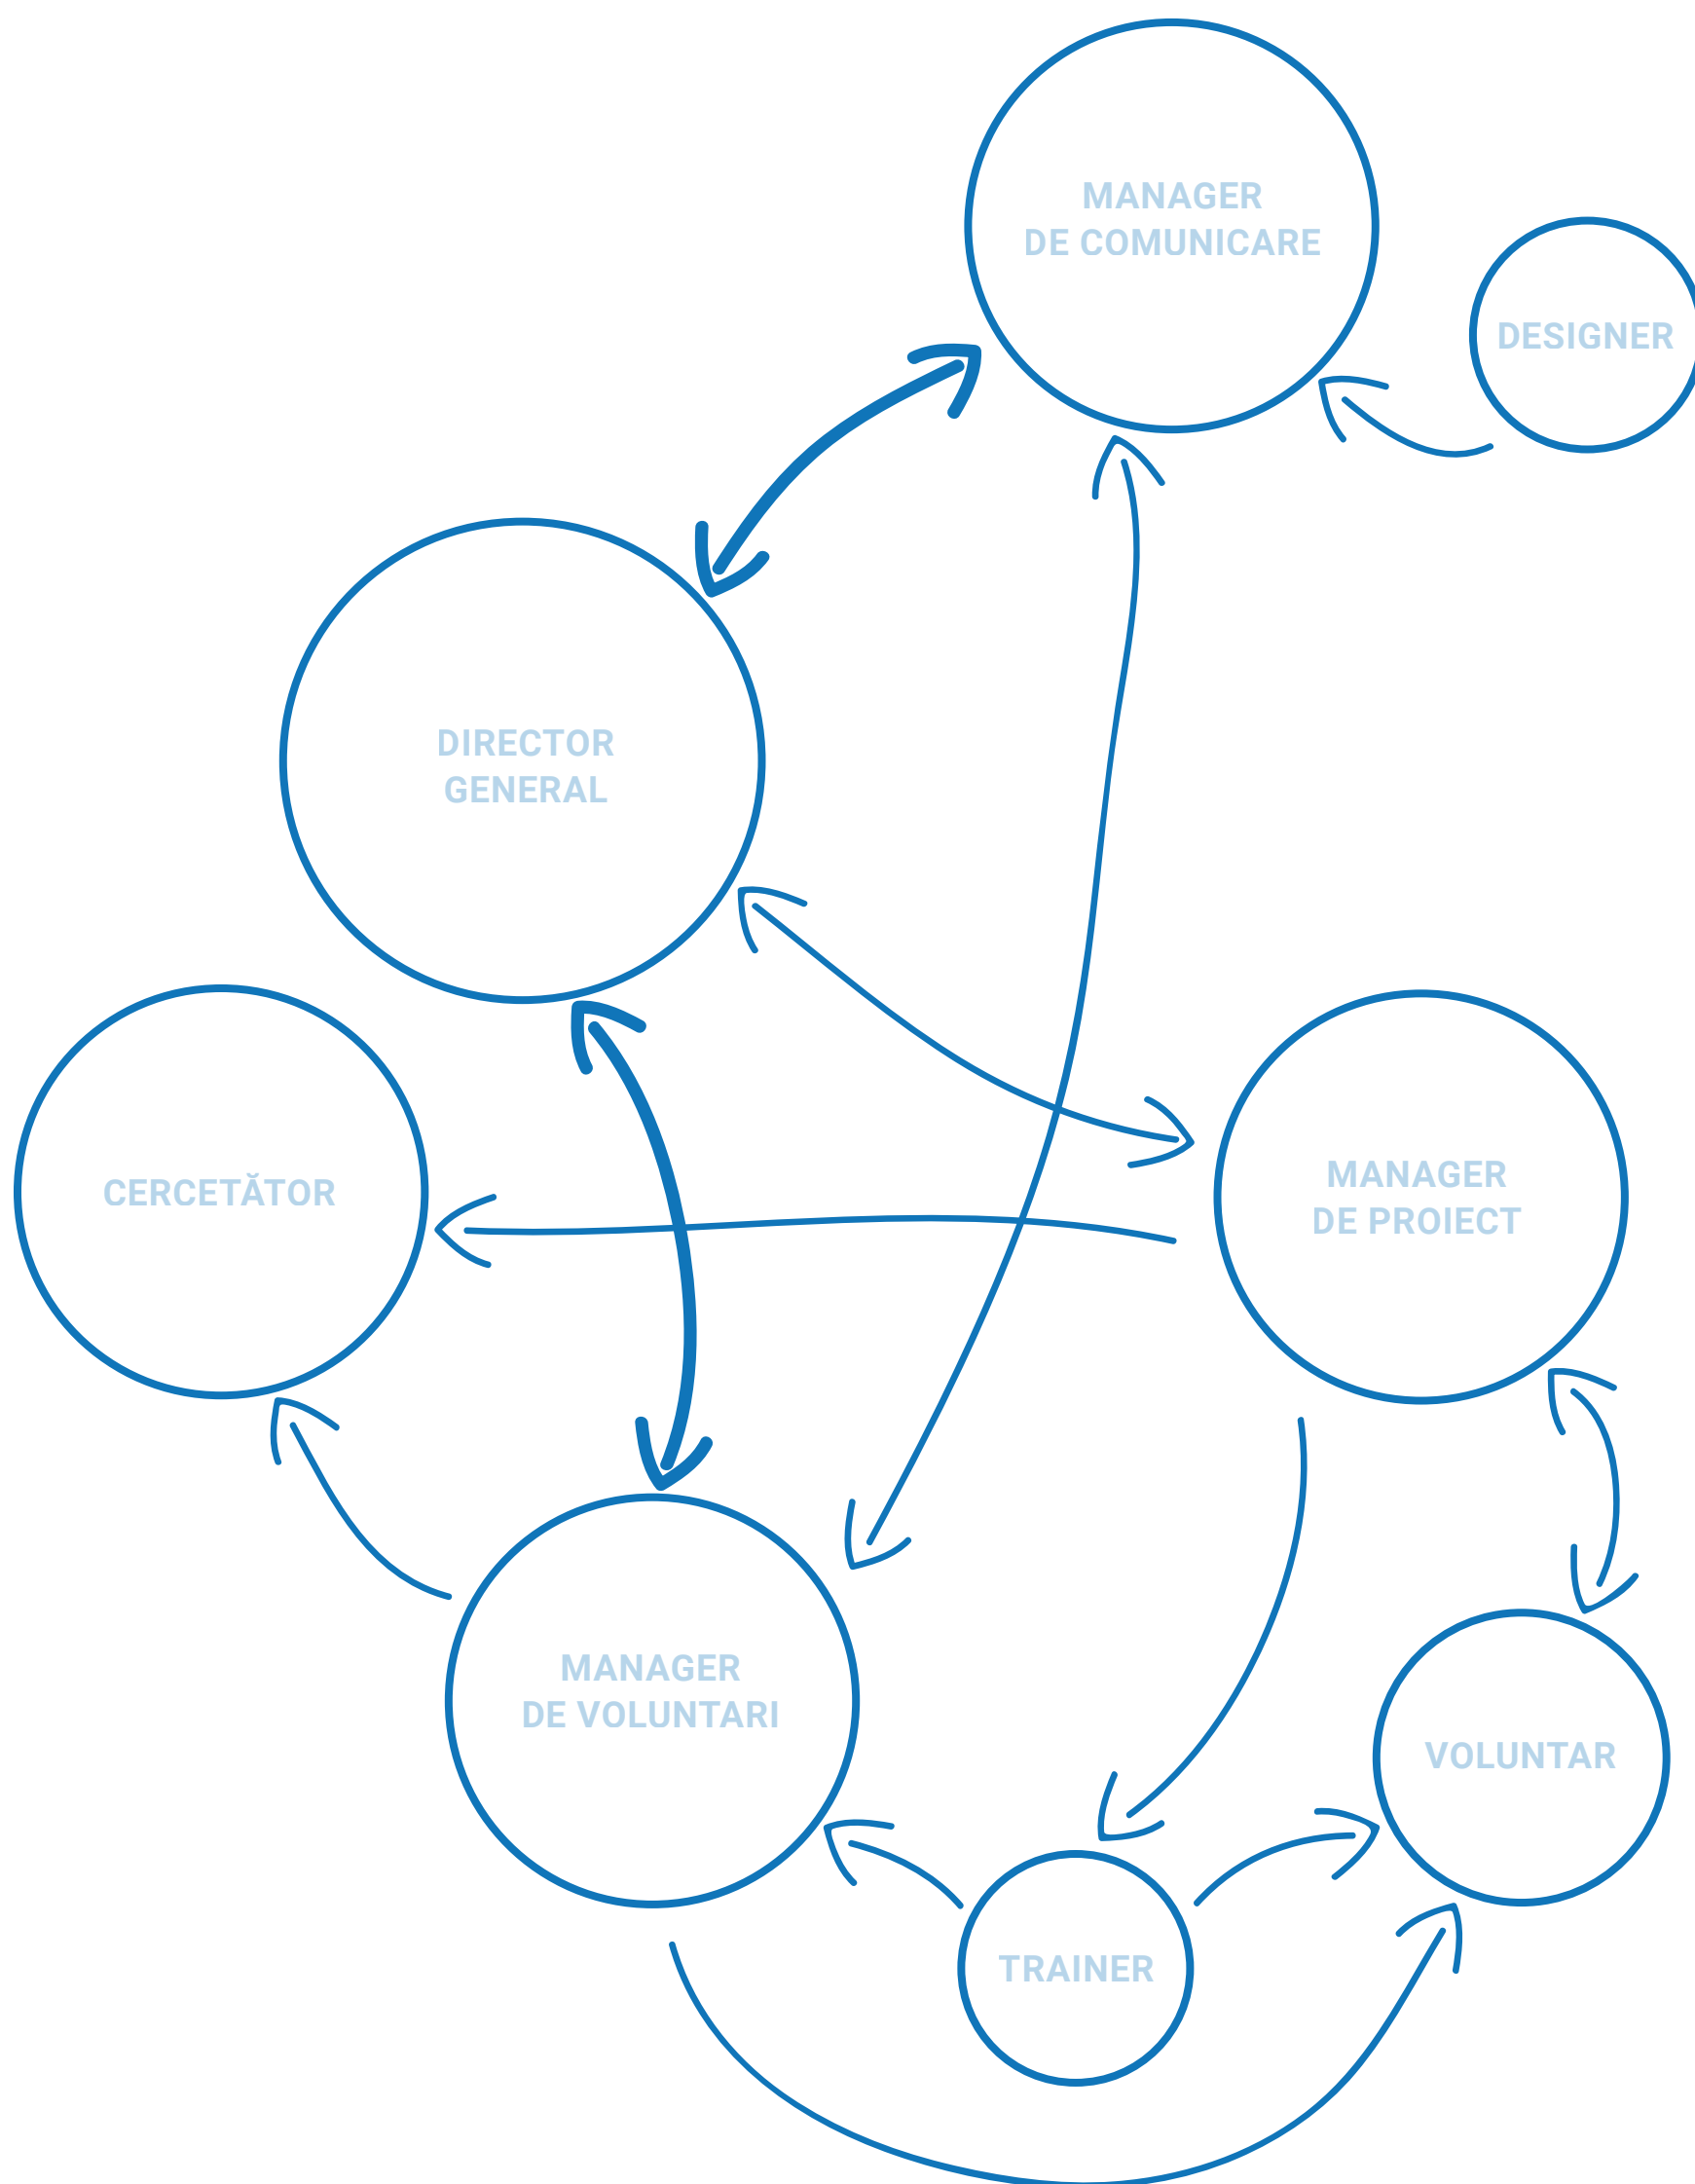 MANAGER
DE COMUNICARE
DESIGNER
DIRECTOR
GENERAL
CERCETĂTOR
MANAGER
DE PROIECT
MANAGER
DE VOLUNTARI
VOLUNTAR
TRAINER